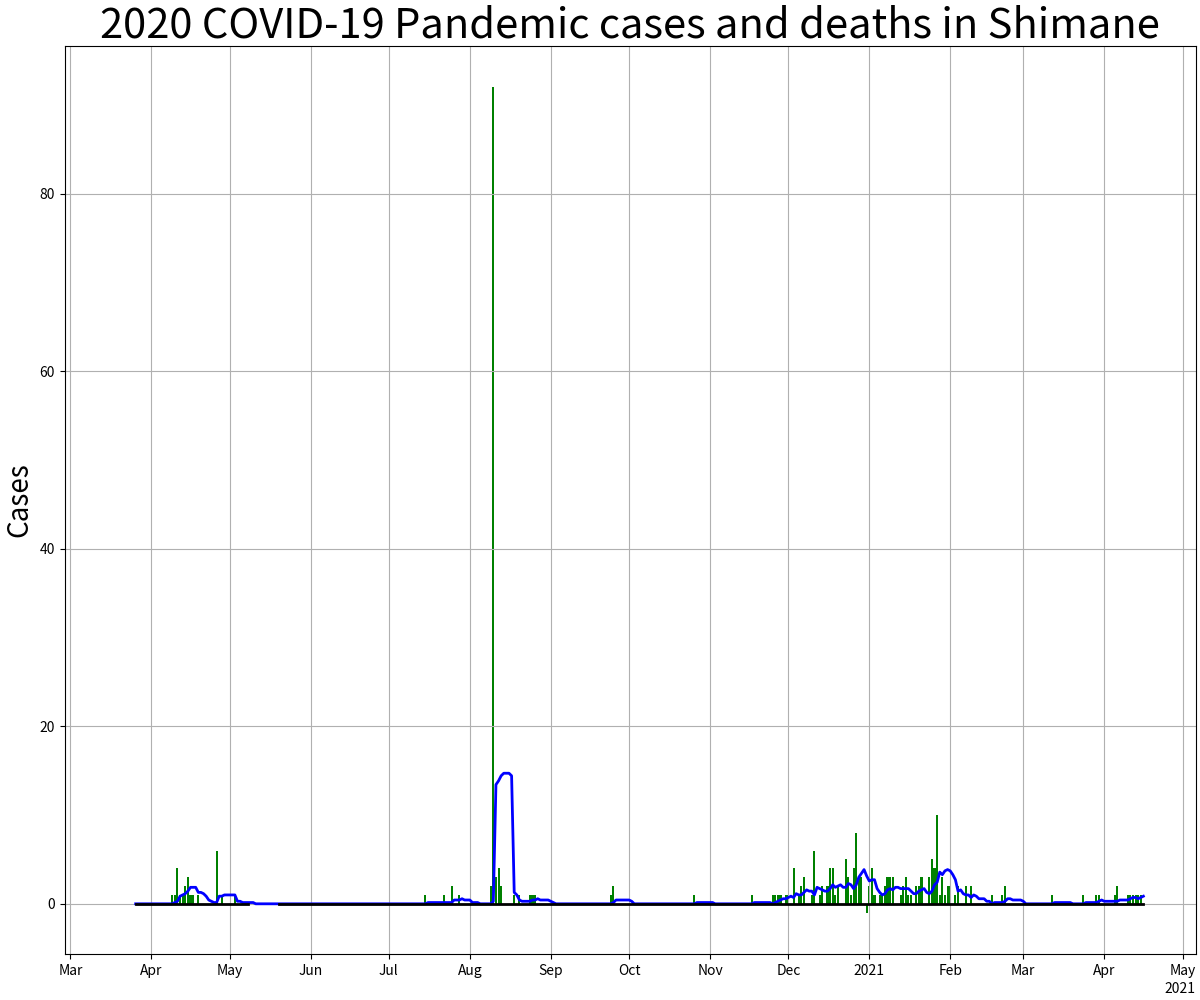 2020 COVID-19 Pandemic cases and deaths in Shimane
Cases
80
60
40
20
0
Mar Apr May Jun Jul Aug Sep Oct Nov Dec 2021 Feb Mar Apr May
2021